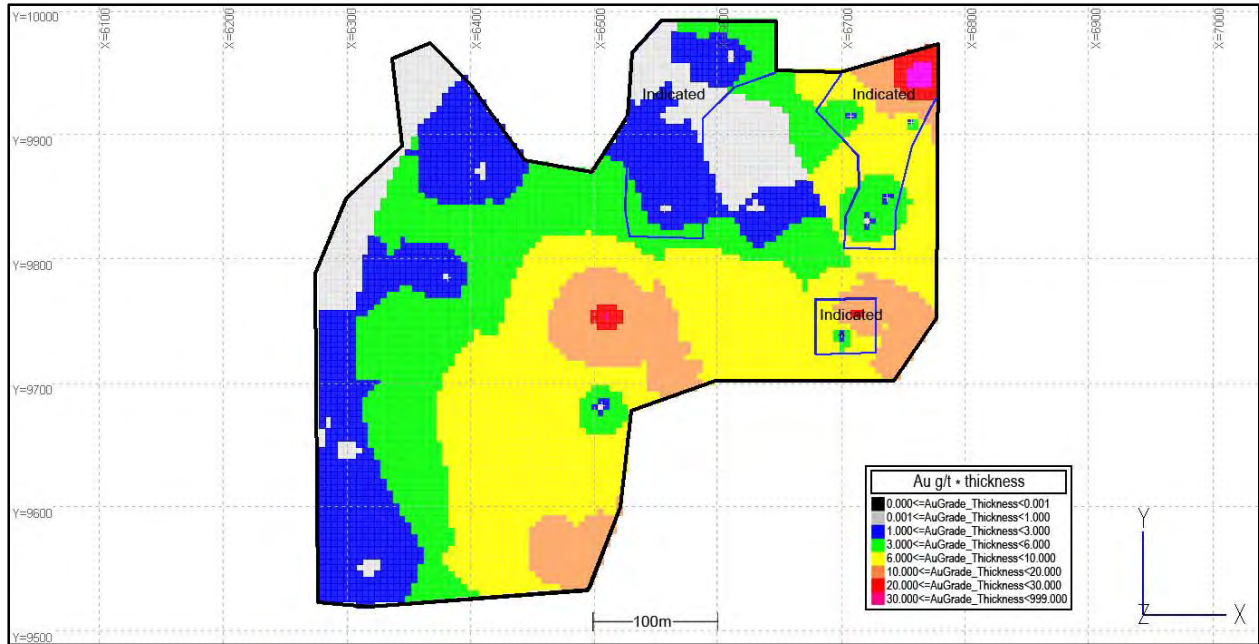 Y=10000
X=6100
X=6200
X=6300
X=6400
X=6500
X=6600
X=6700
X=6800
X=6900
X=7000
Indicated
Indicated
Y=9900
Y=9800
Indicated
Y=9700
Y=9600
Au g/t * thickness
0.000<=AuGrade_Thickness<0.001
0.001<=AuGrade_Thickness<1.000
1.000<=AuGrade_Thickness<3.000
3.000<=AuGrade_Thickness<6.000
6.000<=AuGrade_Thickness<10.000
10.000<=AuGrade_Thickness<20.000
20.000<=AuGrade_Thickness<30.000
30.000<=AuGrade_Thickness<999.000
Y
Z
X
100m
Y=9500